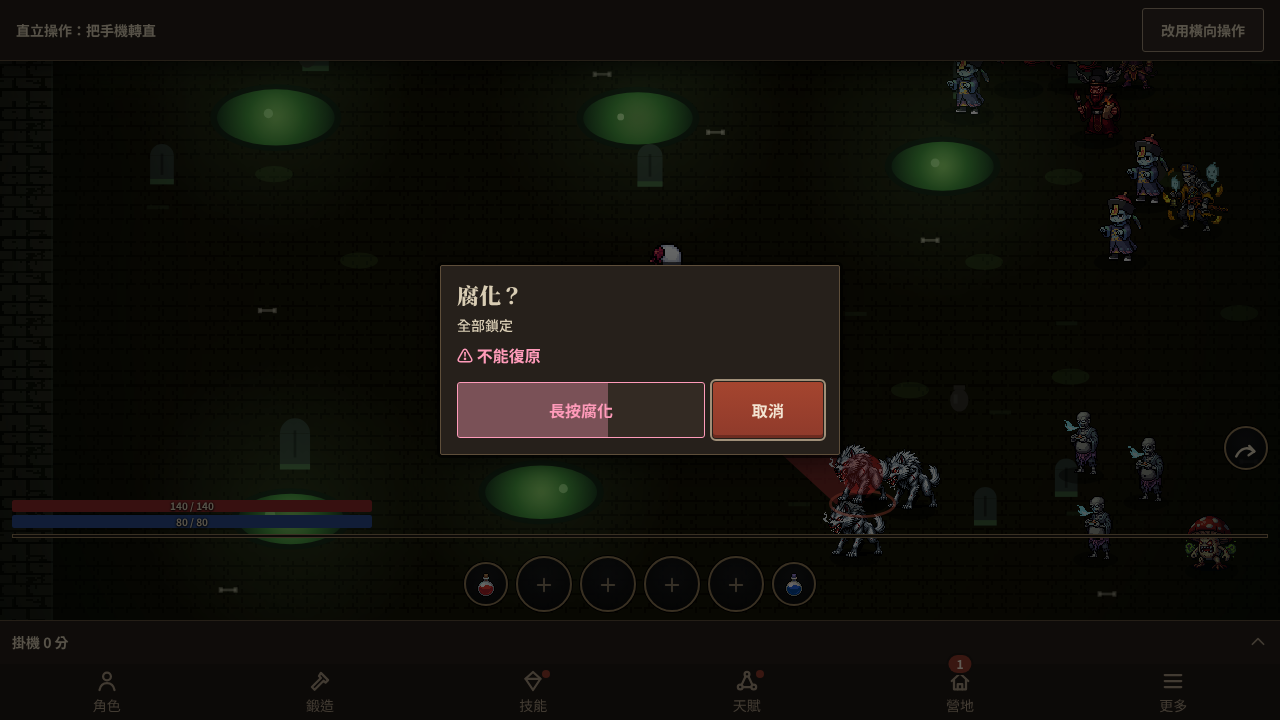 直立操作：把手機轉直
改用橫向操作
腐化？
全部鎖定
不能復原
長按腐化
取消
140 / 140
80 / 80
掛機 0 分
1
角色
鍛造
技能
天賦
營地
更多